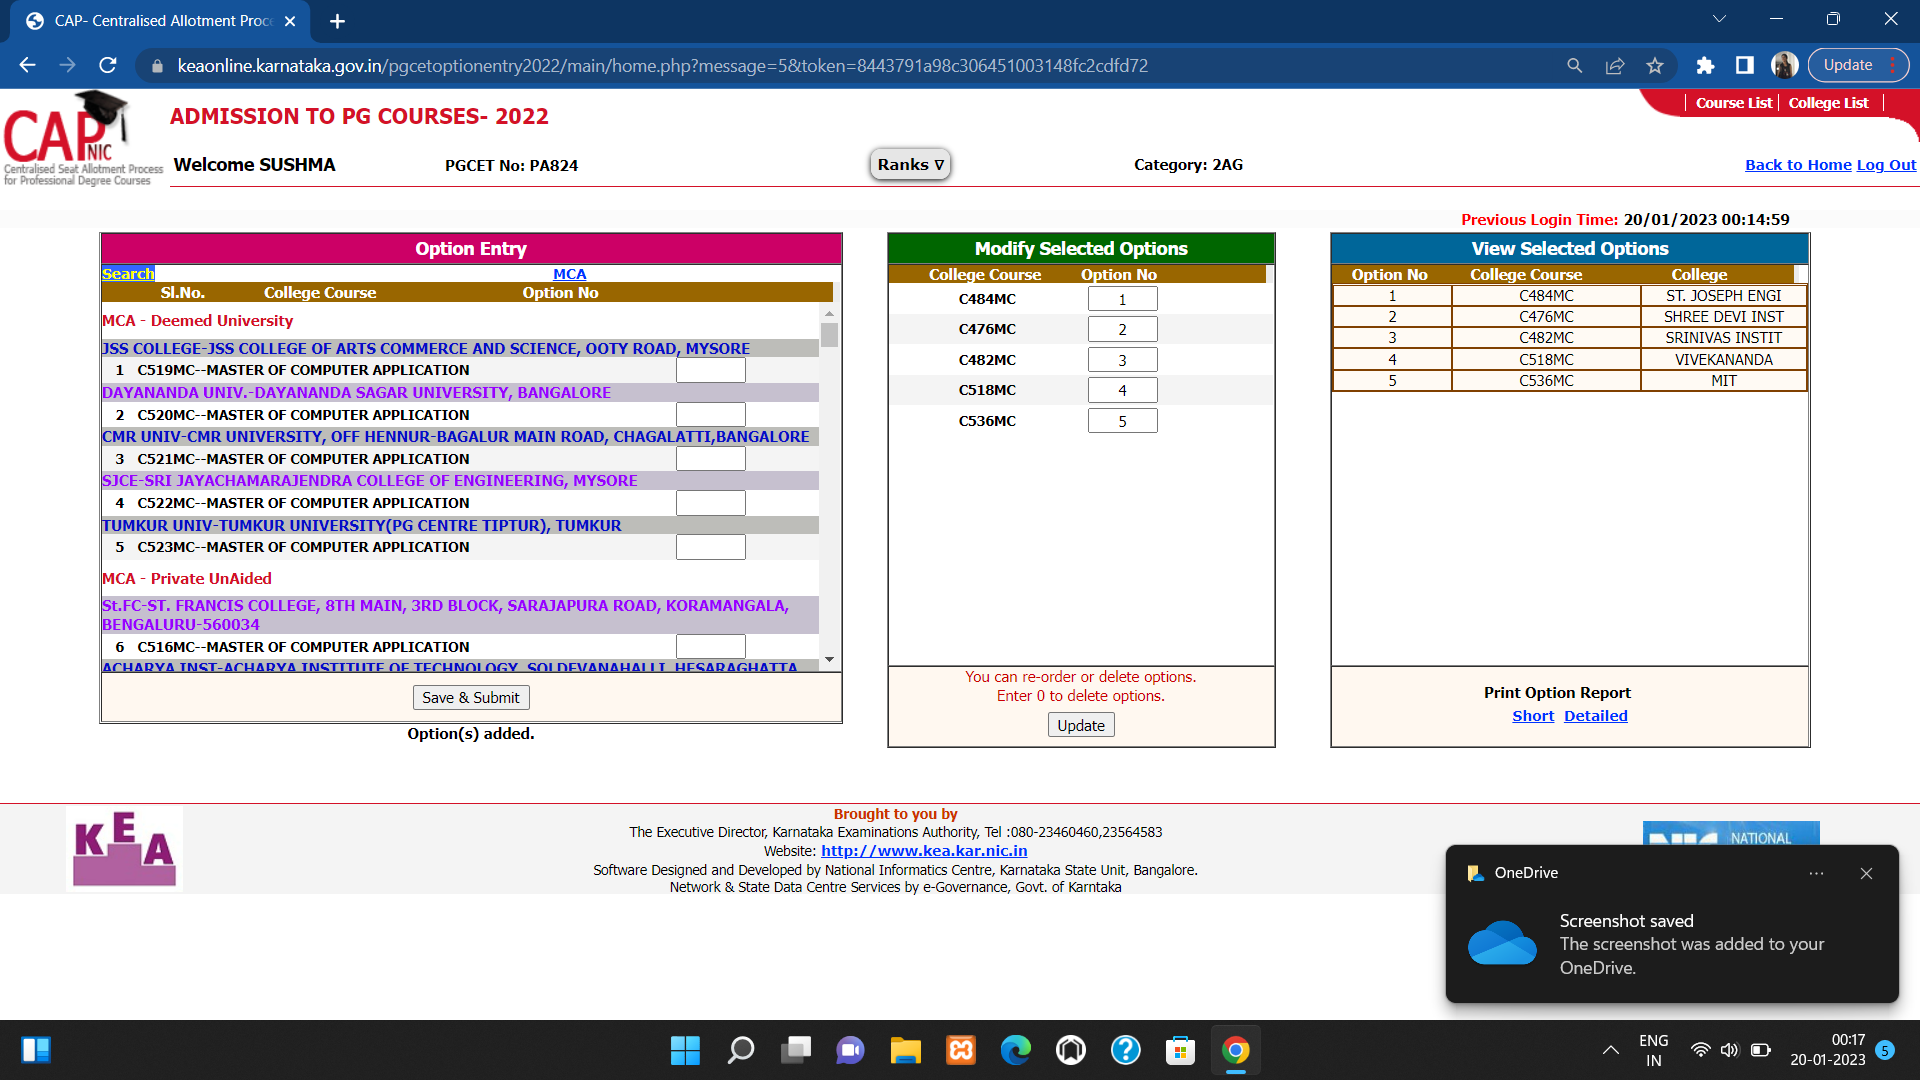 CAP- Centralised Allotment Proce
keaonline.karnataka.gov.in/pgcetoptionentry2022/main/home.php?message=5&token=8443791a98c306451003148fc2cdfd72
Update
CAP
NIC
Centralised Seat Allotment Process
for Professional Degree Courses
ADMISSION TO PG COURSES- 2022
Course List
College List
Welcome SUSHMA
PGCET No: PA824
Ranks ∇
Category: 2AG
Back to Home Log Out
Previous Login Time: 20/01/2023 00:14:59
Option Entry
Search
MCA
Sl.No. College Course Option No
MCA - Deemed University
JSS COLLEGE-JSS COLLEGE OF ARTS COMMERCE AND SCIENCE, OOTY ROAD, MYSORE
1 C519MC--MASTER OF COMPUTER APPLICATION
DAYANANDA UNIV.-DAYANANDA SAGAR UNIVERSITY, BANGALORE
2 C520MC--MASTER OF COMPUTER APPLICATION
CMR UNIV-CMR UNIVERSITY, OFF HENNUR-BAGALUR MAIN ROAD, CHAGALATTI,BANGALORE
3 C521MC--MASTER OF COMPUTER APPLICATION
SJCE-SRI JAYACHAMARAJENDRA COLLEGE OF ENGINEERING, MYSORE
4 C522MC--MASTER OF COMPUTER APPLICATION
TUMKUR UNIV-TUMKUR UNIVERSITY(PG CENTRE TIPTUR), TUMKUR
5 C523MC--MASTER OF COMPUTER APPLICATION
MCA - Private UnAided
St.FC-ST. FRANCIS COLLEGE, 8TH MAIN, 3RD BLOCK, SARAJAPURA ROAD, KORAMANGALA,
BENGALURU-560034
6 C516MC--MASTER OF COMPUTER APPLICATION
ACHARYA INST-ACHARYA INSTITUTE OF TECHNOLOGY, SOLDEVANAHALLI, HESARAGHATTA
Save & Submit
Option(s) added.
Modify Selected Options
College Course Option No
C484MC 1
C476MC 2
C482MC 3
C518MC 4
C536MC 5
You can re-order or delete options.
Enter 0 to delete options.
Update
View Selected Options
Option No College Course College
1 C484MC ST. JOSEPH ENGI
2 C476MC SHREE DEVI INST
3 C482MC SRINIVAS INSTIT
4 C518MC VIVEKANANDA
5 C536MC MIT
Print Option Report
Short Detailed
KEA
Brought to you by
The Executive Director, Karnataka Examinations Authority, Tel :080-23460460,23564583
Website: http://www.kea.kar.nic.in
Software Designed and Developed by National Informatics Centre, Karnataka State Unit, Bangalore.
Network & State Data Centre Services by e-Governance, Govt. of Karntaka
NATIONAL
OneDrive
Screenshot saved
The screenshot was added to your
OneDrive.
ENG
IN
00:17
20-01-2023
5